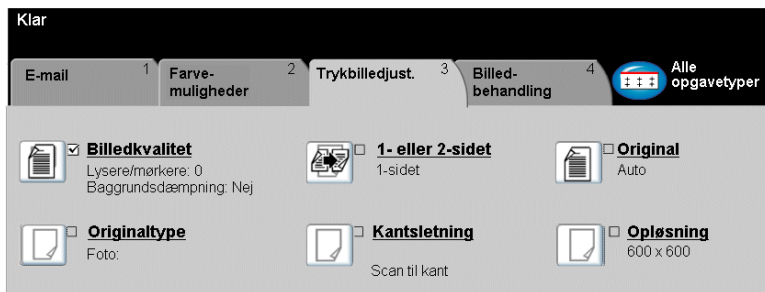 Klar
E-mail 1
Farve- 2
muligheder
Trykbilledjust. 3
Billed- 4
behandling
Alle
opgavetyper
Billedkvalitet
Lysere/mørkere: 0
Baggrundsdæmpning: Nej
1- eller 2-sidet
1-sidet
Original
Auto
Originaltype
Foto:
Kantsletning
Scan til kant
Opløsning
600 x 600